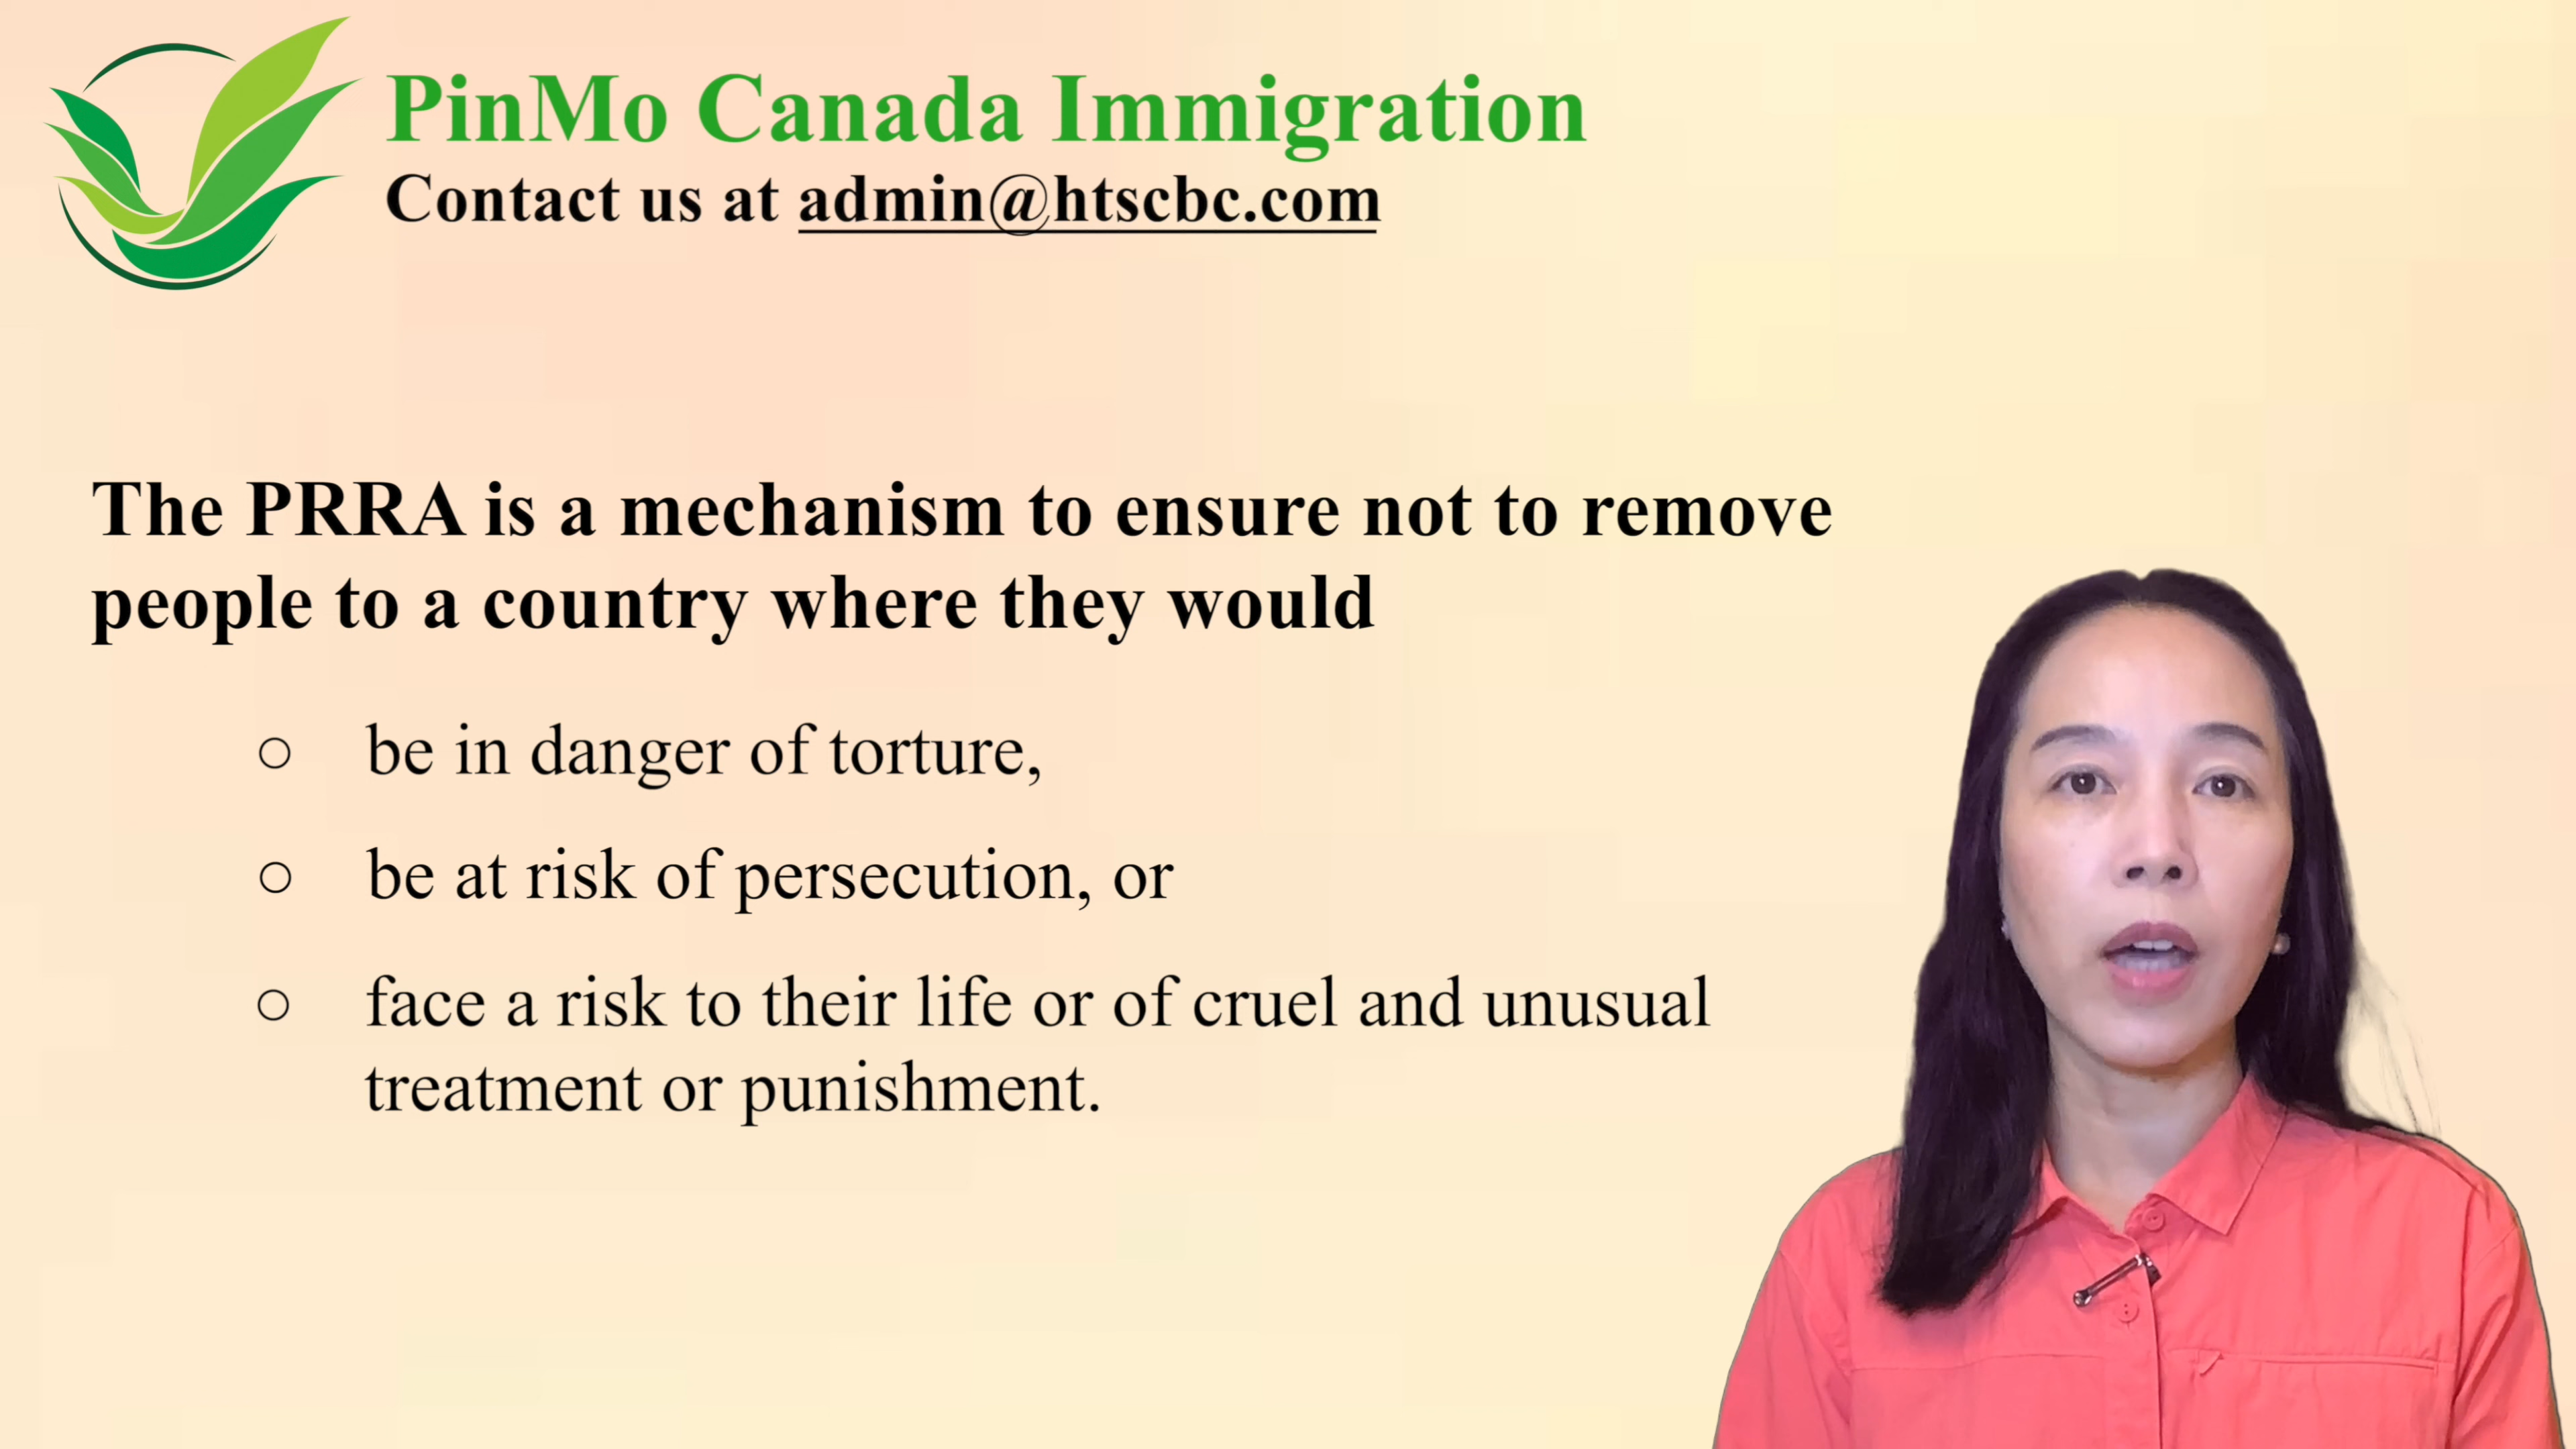 PinMo Canada Immigration
Contact us at admin@htscbc.com
The PRRA is a mechanism to ensure not to remove
people to a country where they would
○ be in danger of torture,
○ be at risk of persecution, or
○ face a risk to their life or of cruel and unusual
treatment or punishment.